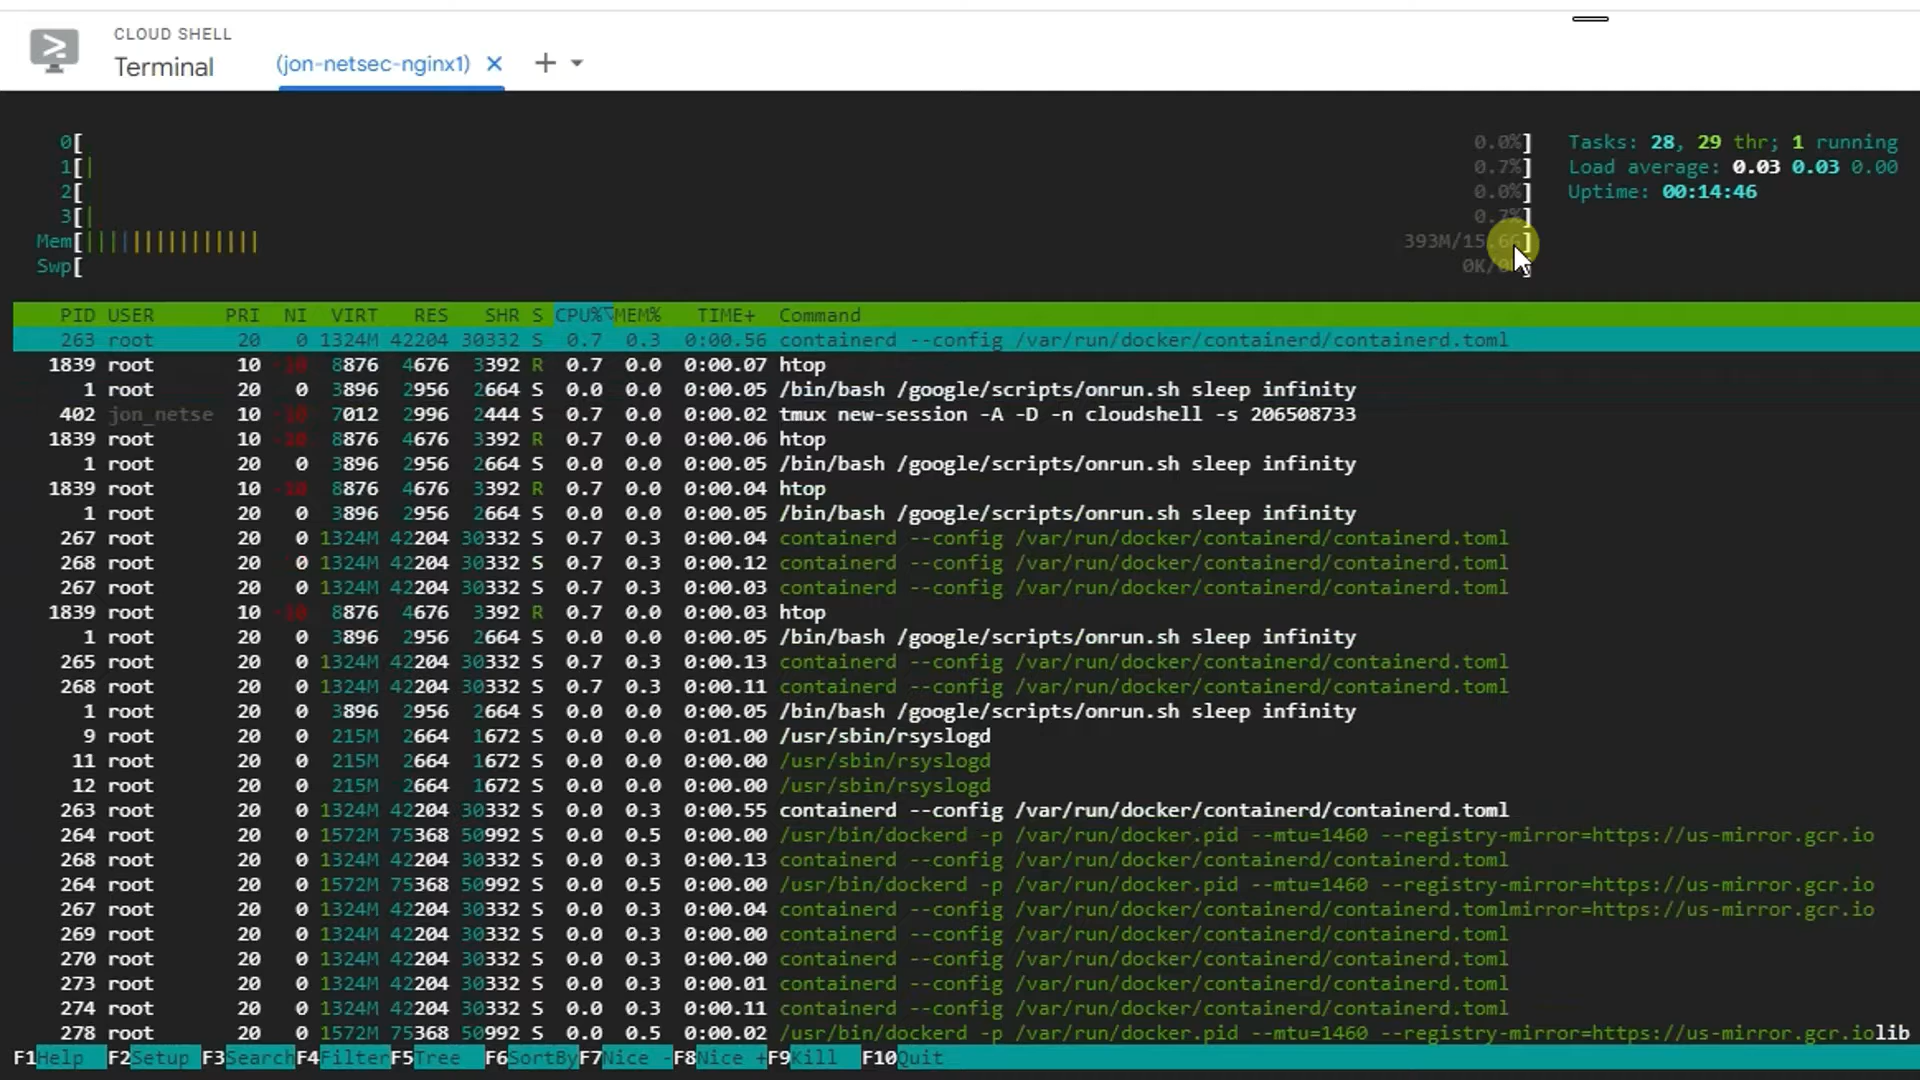 CLOUD SHELL
Terminal (jon-netsec-nginx1) × +
0[ 0.0%] Tasks: 28, 29 thr; 1 running
1[| 0.7%] Load average: 0.03 0.03 0.00
2[ 0.0%] Uptime: 00:14:46
3[| 0.7%]
Mem[||||||||||||||| 393M/15.6G]
Swp[ 0K/0K]
PID USER PRI NI VIRT RES SHR S CPU%▽MEM% TIME+ Command
263 root 20 0 1324M 42204 30332 S 0.7 0.3 0:00.56 containerd --config /var/run/docker/containerd/containerd.toml
1839 root 10 -10 8876 4676 3392 R 0.7 0.0 0:00.07 htop
1 root 20 0 3896 2956 2664 S 0.0 0.0 0:00.05 /bin/bash /google/scripts/onrun.sh sleep infinity
402 jon_netse 10 -10 7012 2996 2444 S 0.7 0.0 0:00.02 tmux new-session -A -D -n cloudshell -s 206508733
1839 root 10 -10 8876 4676 3392 R 0.7 0.0 0:00.06 htop
1 root 20 0 3896 2956 2664 S 0.0 0.0 0:00.05 /bin/bash /google/scripts/onrun.sh sleep infinity
1839 root 10 -10 8876 4676 3392 R 0.7 0.0 0:00.04 htop
1 root 20 0 3896 2956 2664 S 0.0 0.0 0:00.05 /bin/bash /google/scripts/onrun.sh sleep infinity
267 root 20 0 1324M 42204 30332 S 0.7 0.3 0:00.04 containerd --config /var/run/docker/containerd/containerd.toml
268 root 20 0 1324M 42204 30332 S 0.7 0.3 0:00.12 containerd --config /var/run/docker/containerd/containerd.toml
267 root 20 0 1324M 42204 30332 S 0.7 0.3 0:00.03 containerd --config /var/run/docker/containerd/containerd.toml
1839 root 10 -10 8876 4676 3392 R 0.7 0.0 0:00.03 htop
1 root 20 0 3896 2956 2664 S 0.0 0.0 0:00.05 /bin/bash /google/scripts/onrun.sh sleep infinity
265 root 20 0 1324M 42204 30332 S 0.7 0.3 0:00.13 containerd --config /var/run/docker/containerd/containerd.toml
268 root 20 0 1324M 42204 30332 S 0.7 0.3 0:00.11 containerd --config /var/run/docker/containerd/containerd.toml
1 root 20 0 3896 2956 2664 S 0.0 0.0 0:00.05 /bin/bash /google/scripts/onrun.sh sleep infinity
9 root 20 0 215M 2664 1672 S 0.0 0.0 0:01.00 /usr/sbin/rsyslogd
11 root 20 0 215M 2664 1672 S 0.0 0.0 0:00.00 /usr/sbin/rsyslogd
12 root 20 0 215M 2664 1672 S 0.0 0.0 0:00.00 /usr/sbin/rsyslogd
263 root 20 0 1324M 42204 30332 S 0.0 0.3 0:00.55 containerd --config /var/run/docker/containerd/containerd.toml
264 root 20 0 1572M 75368 50992 S 0.0 0.5 0:00.00 /usr/bin/dockerd -p /var/run/docker.pid --mtu=1460 --registry-mirror=https://us-mirror.gcr.io
268 root 20 0 1324M 42204 30332 S 0.0 0.3 0:00.13 containerd --config /var/run/docker/containerd/containerd.toml
264 root 20 0 1572M 75368 50992 S 0.0 0.5 0:00.00 /usr/bin/dockerd -p /var/run/docker.pid --mtu=1460 --registry-mirror=https://us-mirror.gcr.io
267 root 20 0 1324M 42204 30332 S 0.0 0.3 0:00.04 containerd --config /var/run/docker/containerd/containerd.tomlmirror=https://us-mirror.gcr.io
269 root 20 0 1324M 42204 30332 S 0.0 0.3 0:00.00 containerd --config /var/run/docker/containerd/containerd.toml
270 root 20 0 1324M 42204 30332 S 0.0 0.3 0:00.00 containerd --config /var/run/docker/containerd/containerd.toml
273 root 20 0 1324M 42204 30332 S 0.0 0.3 0:00.01 containerd --config /var/run/docker/containerd/containerd.toml
274 root 20 0 1324M 42204 30332 S 0.0 0.3 0:00.11 containerd --config /var/run/docker/containerd/containerd.toml
278 root 20 0 1572M 75368 50992 S 0.0 0.5 0:00.02 /usr/bin/dockerd -p /var/run/docker.pid --mtu=1460 --registry-mirror=https://us-mirror.gcr.iolib
F1Help F2Setup F3SearchF4FilterF5Tree F6SortByF7Nice -F8Nice +F9Kill F10Quit